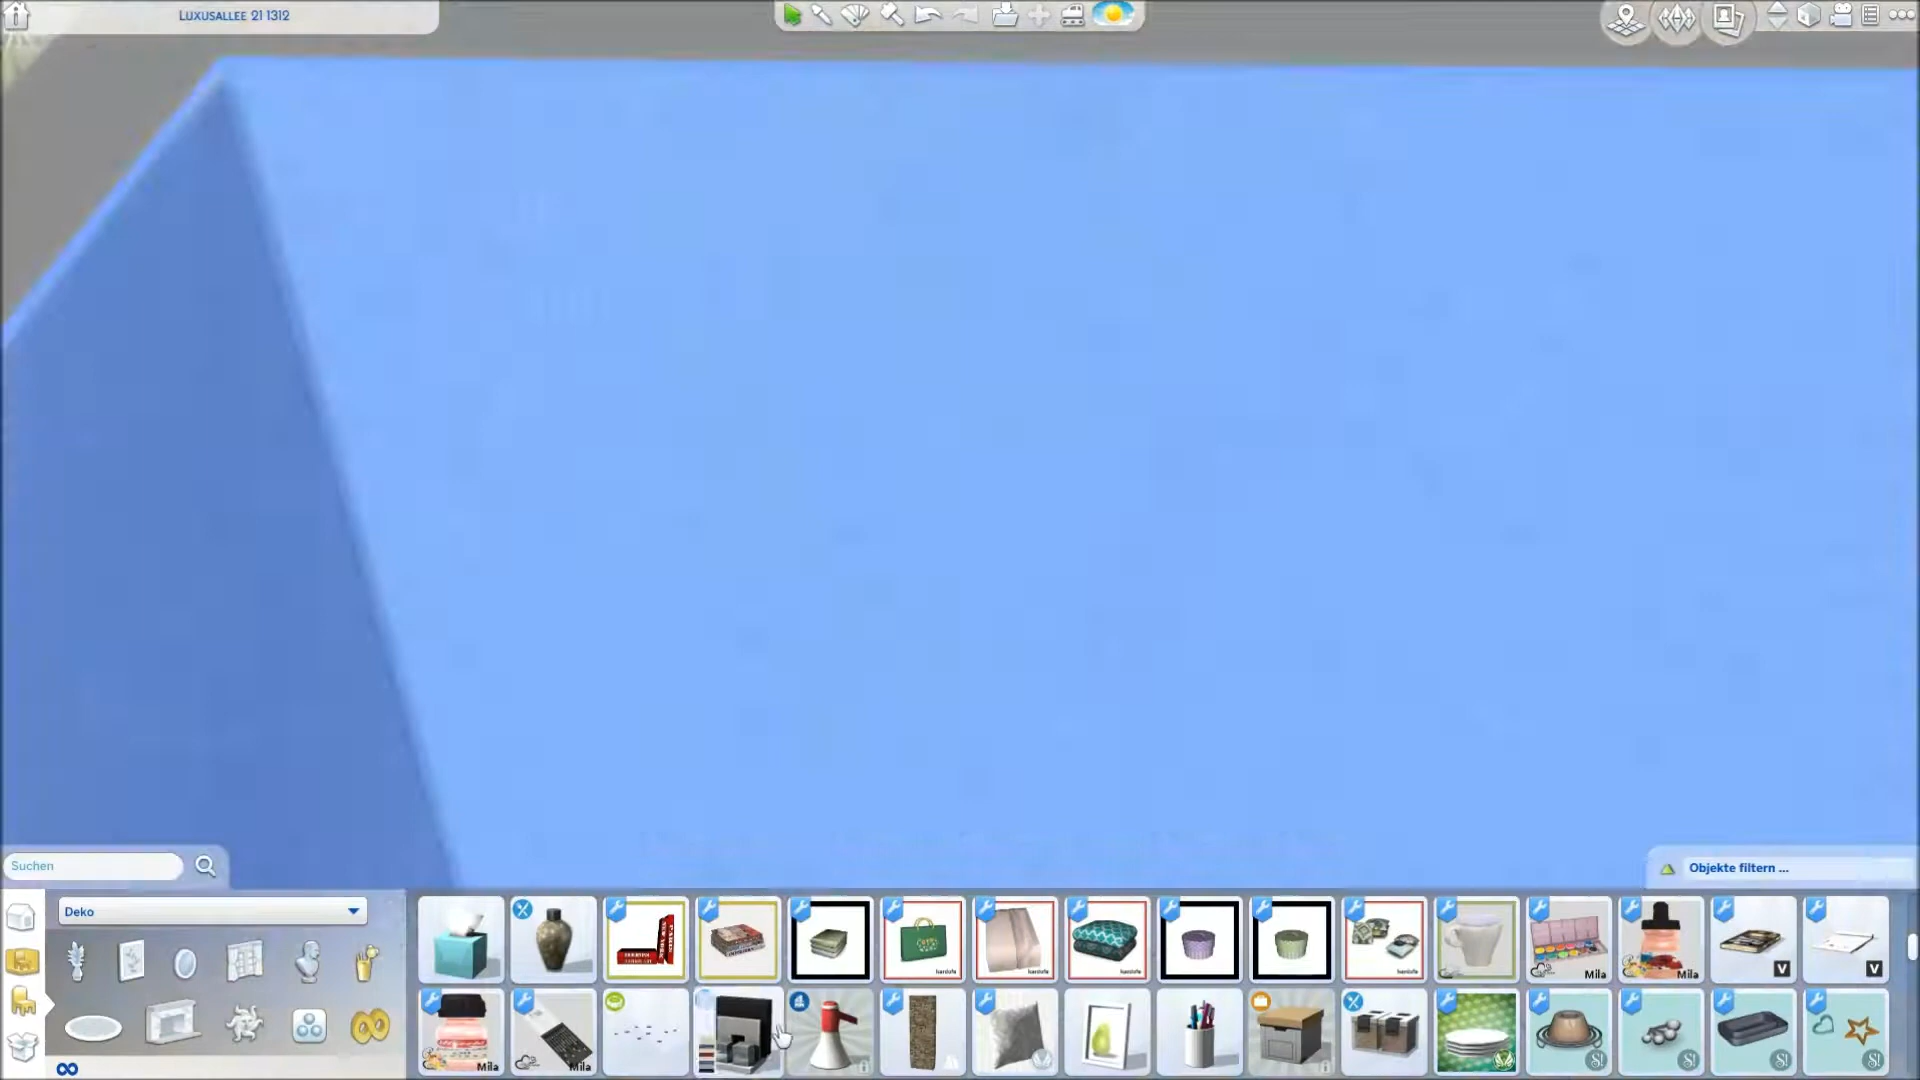 LUXUSALLEE 21 1312
Suchen
Objekte filtern ...
Deko
Mila
Mila
V
V
Mila
Mila
S!
S!
S!
S!